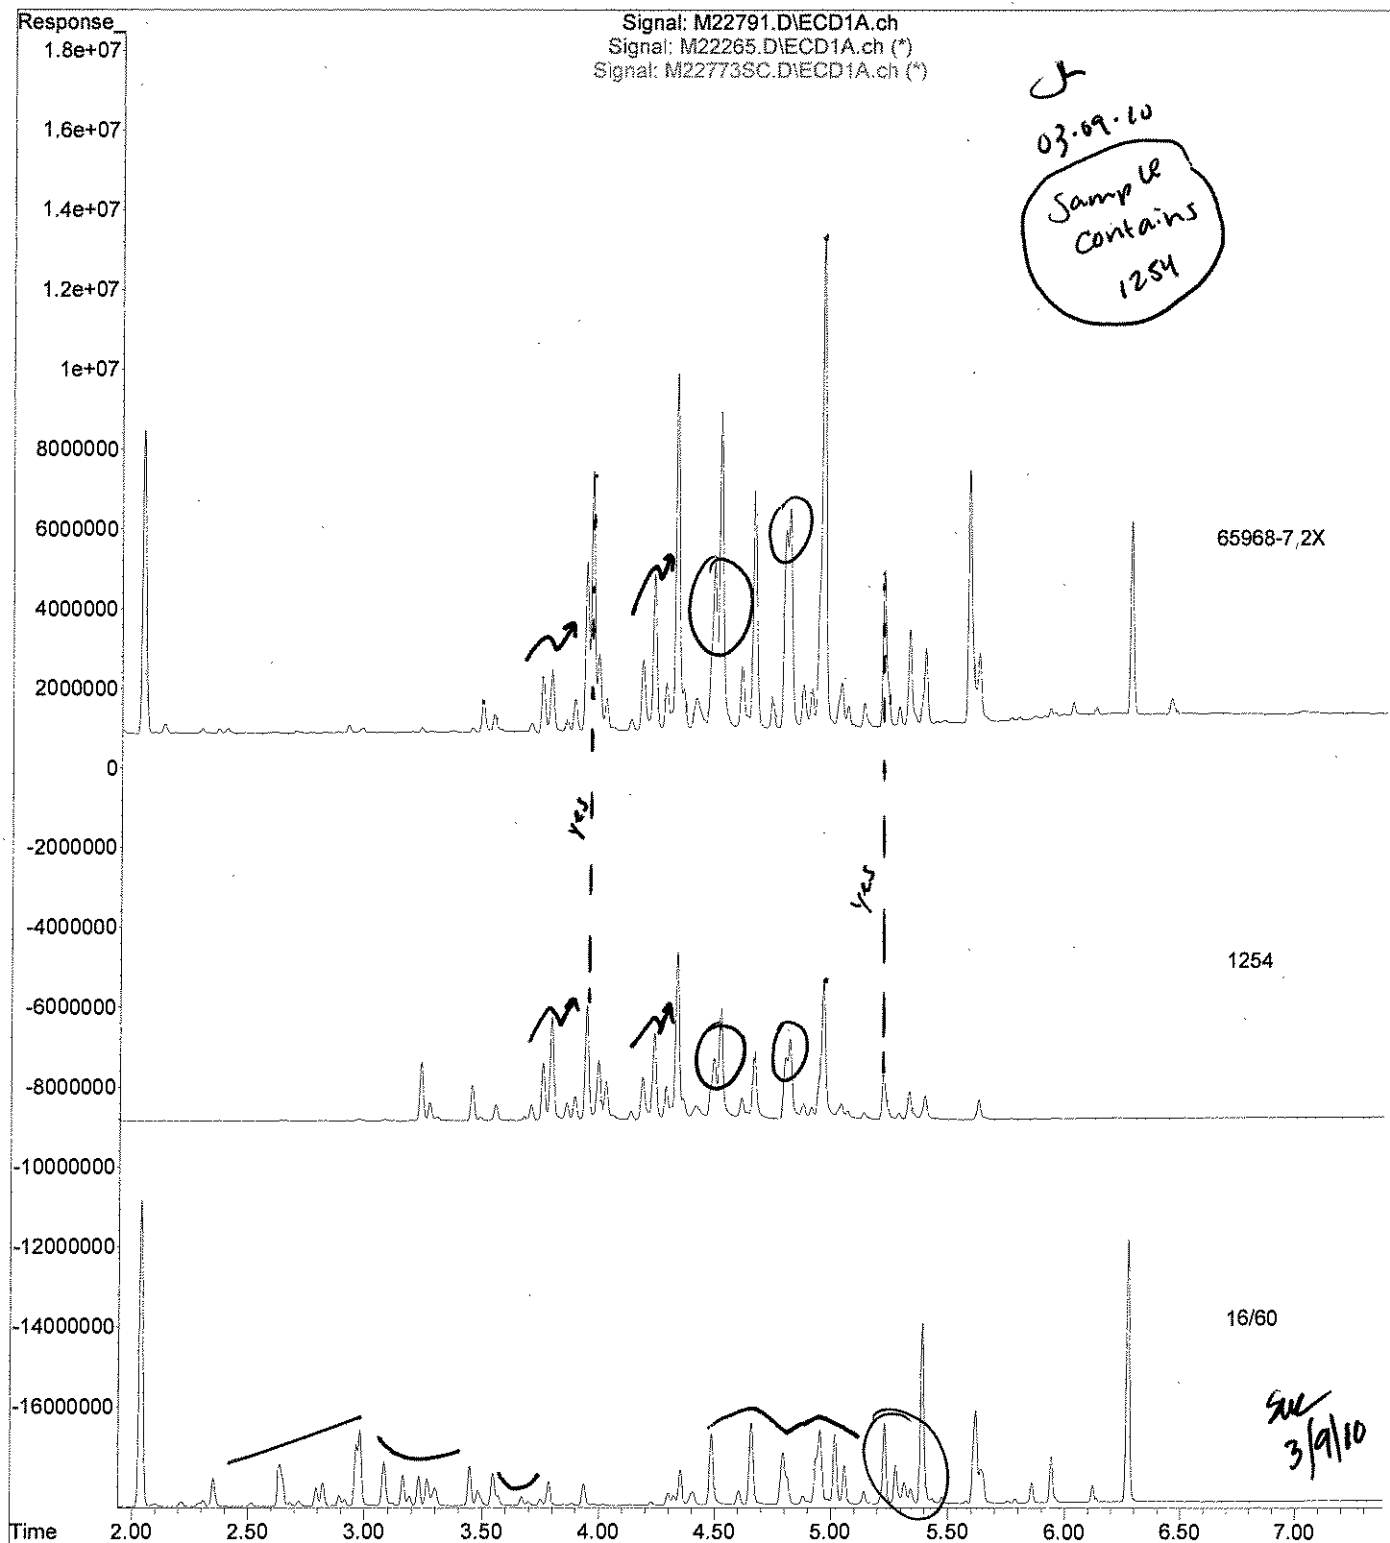 Response_
Signal: M22791.D\ECD1A.ch
Signal: M22265.D\ECD1A.ch (*)
Signal: M22773SC.D\ECD1A.ch (*)
1.8e+07
1.6e+07
1.4e+07
1.2e+07
1e+07
8000000
6000000
4000000
2000000
0
-2000000
-4000000
-6000000
-8000000
-10000000
-12000000
-14000000
-16000000
03.09.10
Sample
Contains
1254
65968-7,2X
yes
yes
1254
16/60
3/9/10
Time
2.00 2.50 3.00 3.50 4.00 4.50 5.00 5.50 6.00 6.50 7.00